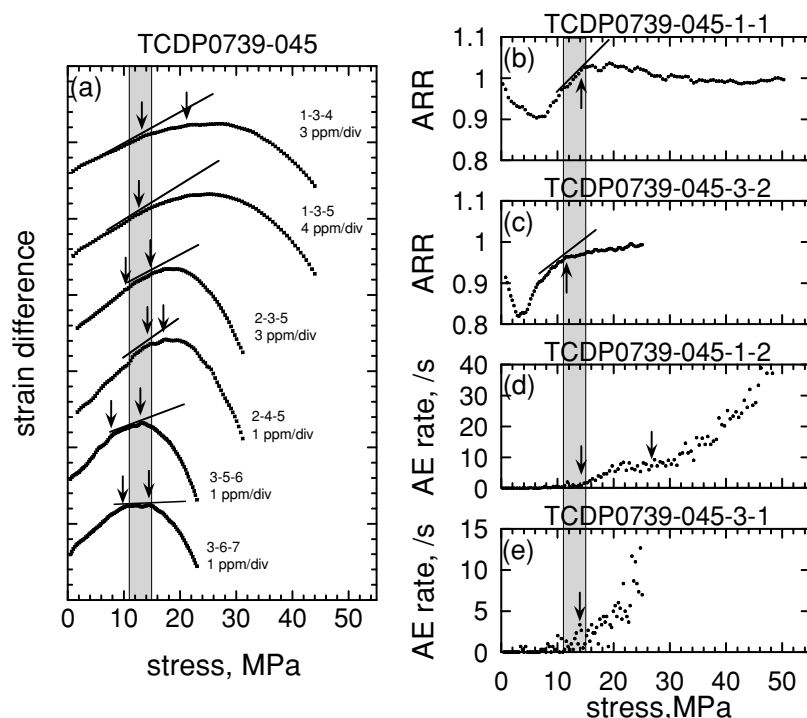 TCDP0739-045
(a)
1-3-4
3 ppm/div
1-3-5
4 ppm/div
2-3-5
3 ppm/div
2-4-5
1 ppm/div
3-5-6
1 ppm/div
3-6-7
1 ppm/div
strain difference
0 10 20 30 40 50
stress, MPa
TCDP0739-045-1-1
(b)
1.1
1
0.9
0.8
ARR
TCDP0739-045-3-2
(c)
1.1
1
0.9
0.8
ARR
TCDP0739-045-1-2
(d)
40
30
20
10
0
AE rate, /s
TCDP0739-045-3-1
(e)
15
10
5
0
AE rate, /s
0 10 20 30 40 50
stress,MPa